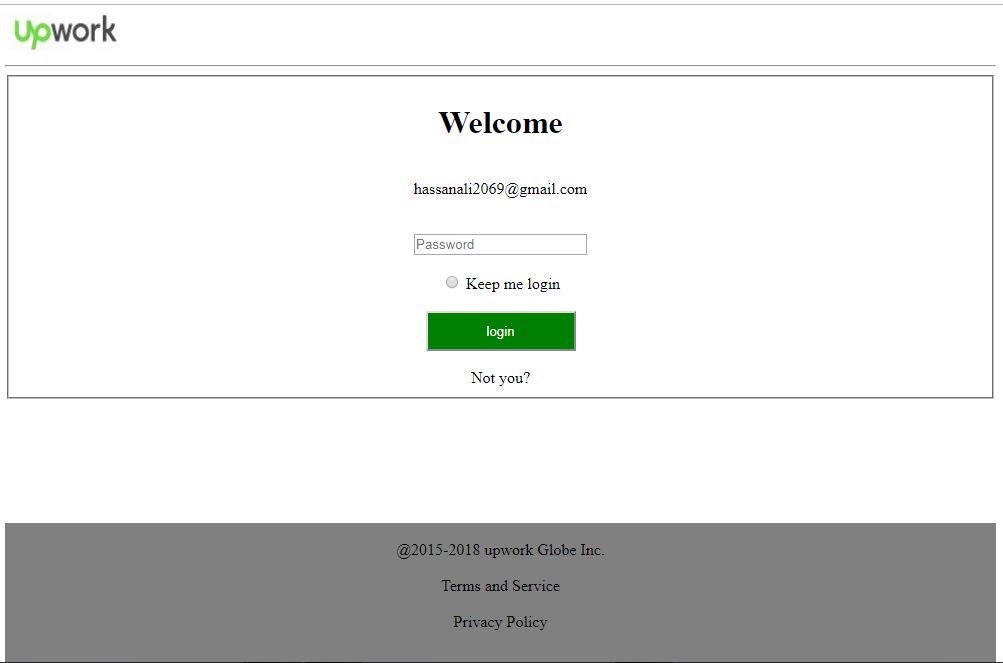 Upwork
Welcome
hassanali2069@gmail.com
Password
Keep me login
login
Not you?
@2015-2018 upwork Globe Inc.
Terms and Service
Privacy Policy